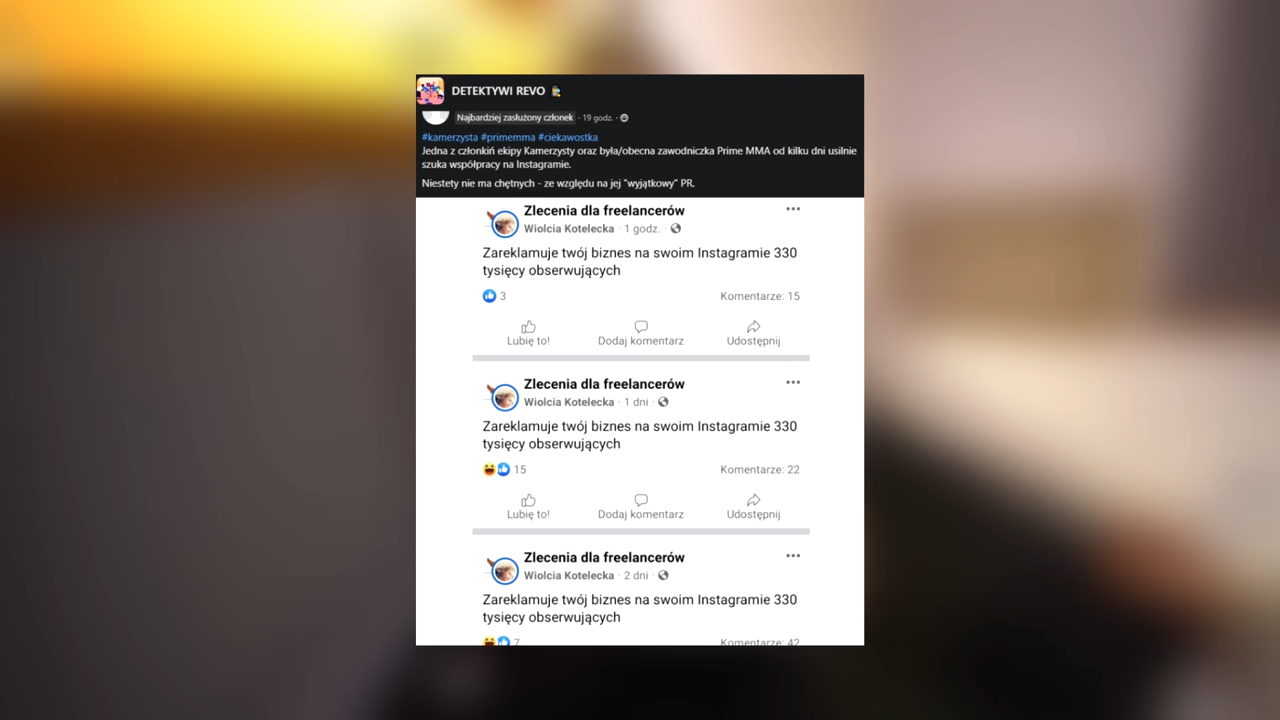 DETEKTYWI REVO
Najbardziej zasłużony członek · 19 godz. ·
#kamerzysta #primemma #ciekawostka
Jedna z członkiń ekipy Kamerzysty oraz była/obecna zawodniczka Prime MMA od kilku dni usilnie
szuka współpracy na Instagramie.
Niestety nie ma chętnych - ze względu na jej "wyjątkowy" PR.
Zlecenia dla freelancerów
Wiolcia Kotelecka · 1 godz. ·
Zareklamuje twój biznes na swoim Instagramie 330
tysięcy obserwujących
3 Komentarze: 15
Lubię to! Dodaj komentarz Udostępnij
Zlecenia dla freelancerów
Wiolcia Kotelecka · 1 dni ·
Zareklamuje twój biznes na swoim Instagramie 330
tysięcy obserwujących
15 Komentarze: 22
Lubię to! Dodaj komentarz Udostępnij
Zlecenia dla freelancerów
Wiolcia Kotelecka · 2 dni ·
Zareklamuje twój biznes na swoim Instagramie 330
tysięcy obserwujących
7 Komentarze: 42